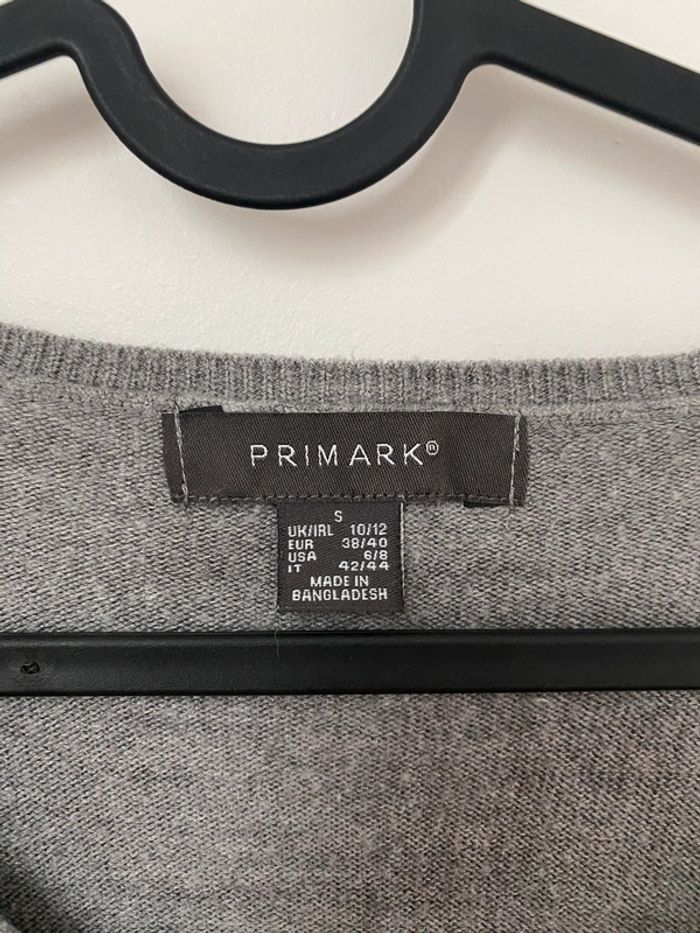 PRIMARK®
S
UK/IRL 10/12
EUR 38/40
USA 6/8
IT 42/44
MADE IN
BANGLADESH